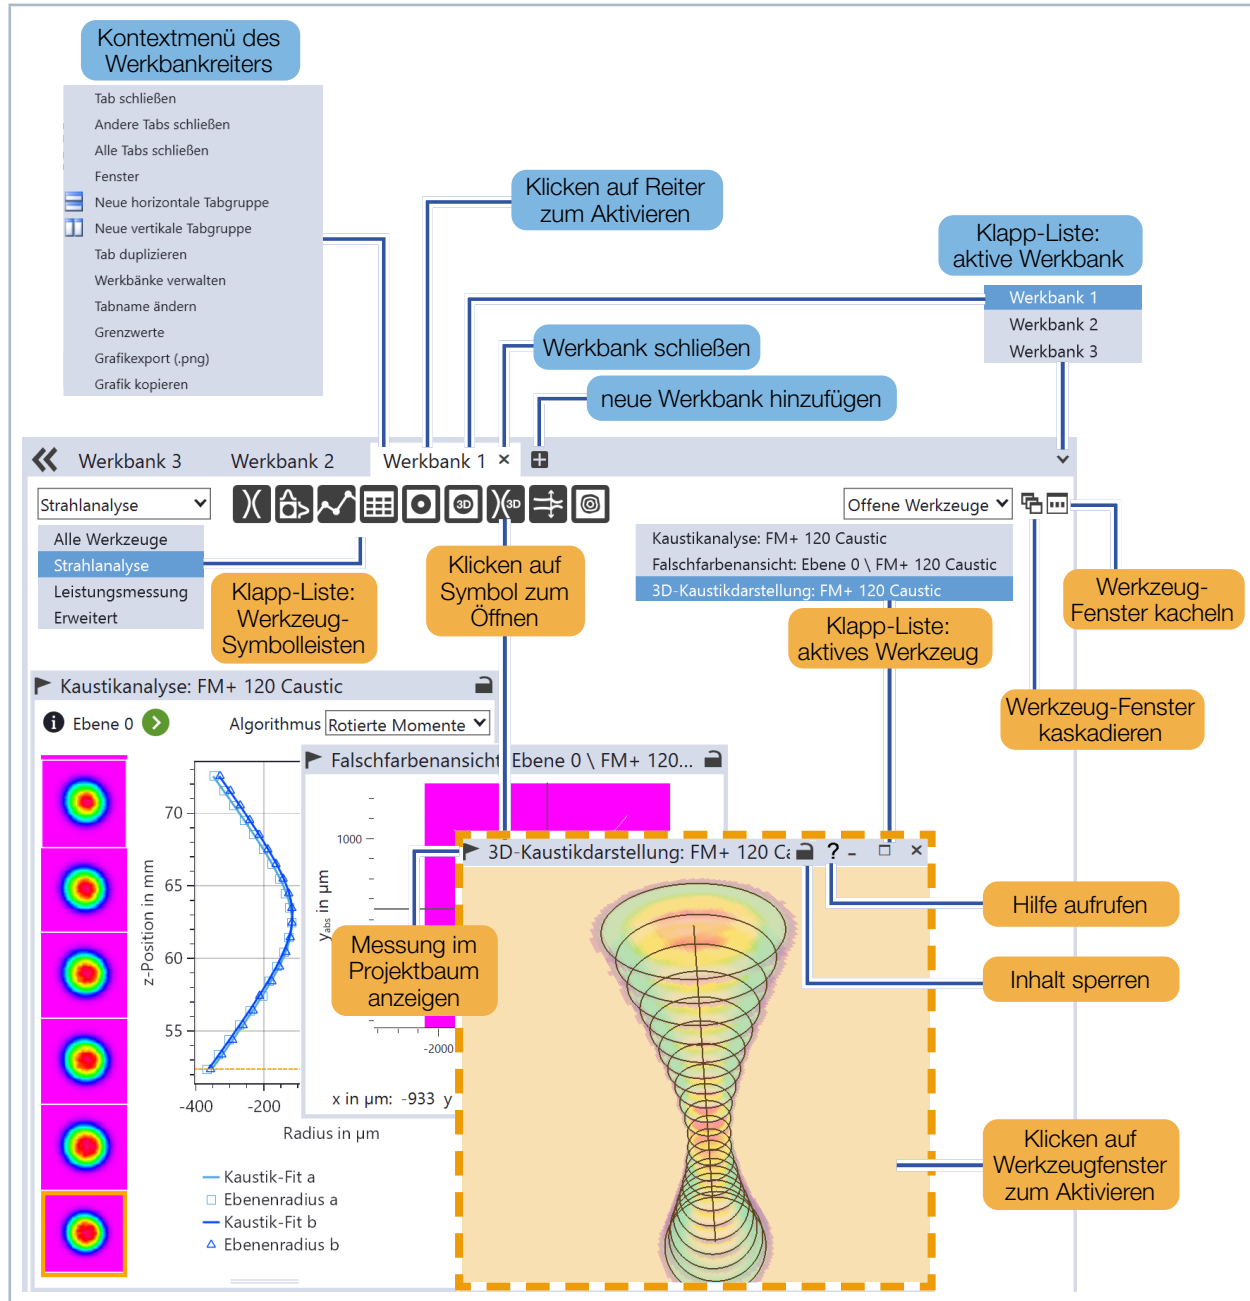 Kontextmenü des
Werkbankreiters
Tab schließen
Andere Tabs schließen
Alle Tabs schließen
Fenster
Neue horizontale Tabgruppe
Neue vertikale Tabgruppe
Tab duplizieren
Werkbänke verwalten
Tabname ändern
Grenzwerte
Grafikexport (.png)
Grafik kopieren
Klicken auf Reiter
zum Aktivieren
Klapp-Liste:
aktive Werkbank
Werkbank 1
Werkbank 2
Werkbank 3
Werkbank schließen
neue Werkbank hinzufügen
Werkbank 3 Werkbank 2 Werkbank 1
Strahlanalyse
3D
3D
Offene Werkzeuge
Alle Werkzeuge
Strahlanalyse
Leistungsmessung
Erweitert
Klapp-Liste:
Werkzeug-
Symbolleisten
Klicken auf
Symbol zum
Öffnen
Kaustikanalyse: FM+ 120 Caustic
Falschfarbenansicht: Ebene 0 \ FM+ 120 Caustic
3D-Kaustikdarstellung: FM+ 120 Caustic
Klapp-Liste:
aktives Werkzeug
Werkzeug-
Fenster kacheln
Werkzeug-Fenster
kaskadieren
Kaustikanalyse: FM+ 120 Caustic
Ebene 0
Algorithmus Rotierte Momente
z-Position in mm
70
65
60
55
-400 -200
Radius in µm
Kaustik-Fit a
Ebenenradius a
Kaustik-Fit b
Ebenenradius b
Falschfarbenansicht: Ebene 0 \ FM+ 120...
1000
yabs in µm
-2000
x in µm: -933 y
3D-Kaustikdarstellung: FM+ 120 Ca
?
Messung im
Projektbaum
anzeigen
Hilfe aufrufen
Inhalt sperren
Klicken auf
Werkzeugfenster
zum Aktivieren